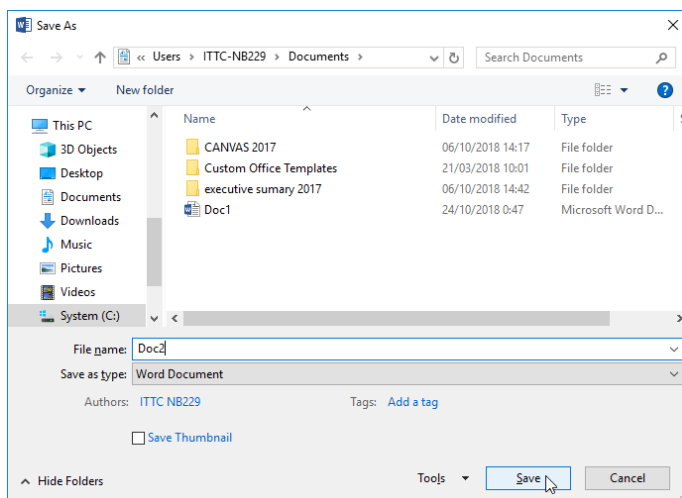 Save As
« Users > ITTC-NB229 > Documents >
Search Documents
Organize New folder
Name Date modified Type
This PC
3D Objects
Desktop
Documents
Downloads
Music
Pictures
Videos
System (C:)
CANVAS 2017 06/10/2018 14:17 File folder
Custom Office Templates 21/03/2018 10:01 File folder
executive sumary 2017 06/10/2018 14:42 File folder
Doc1 24/10/2018 0:47 Microsoft Word D...
File name: Doc2
Save as type: Word Document
Authors: ITTC NB229 Tags: Add a tag
Save Thumbnail
Hide Folders Tools Save Cancel